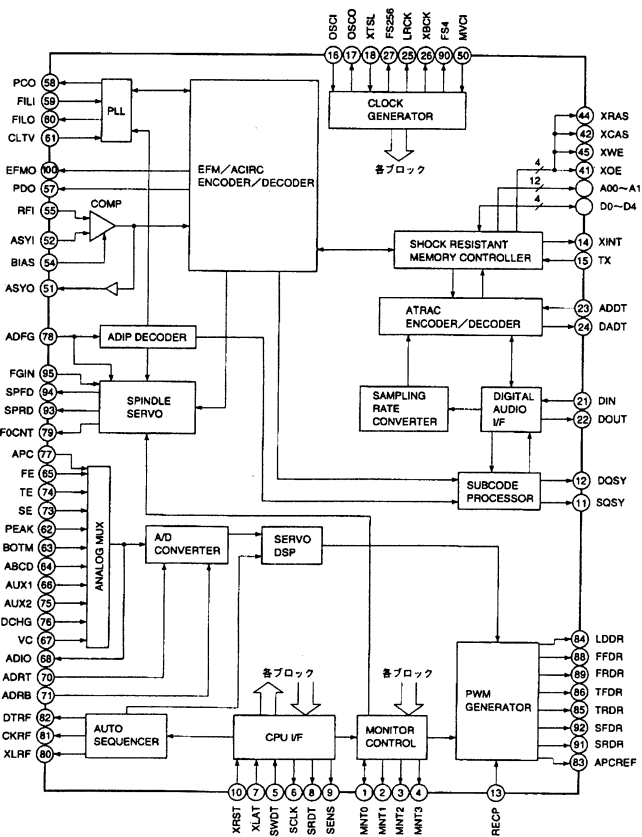 OSCI
OSCO
XTSL
FS256
LRCK
XBCK
FS4
MVCI
16
17
18
27
25
26
90
50
CLOCK
GENERATOR
各ブロック
PCO 58
FILI 59
FILO 60
CLTV 61
PLL
EFMO 100
PDO 57
RFI 55
COMP
ASYI 52
BIAS 54
ASYO 51
EFM/ACIRC
ENCODER/DECODER
44 XRAS
42 XCAS
45 XWE
41 XOE
4
12
A00~A1
4
D0~D4
SHOCK RESISTANT
MEMORY CONTROLLER
14 XINT
15 TX
ATRAC
ENCODER/DECODER
23 ADDT
24 DADT
ADFG 78
ADIP DECODER
FGIN 95
SPFD 94
SPRD 93
F0CNT 79
SPINDLE
SERVO
SAMPLING
RATE
CONVERTER
DIGITAL
AUDIO
I/F
21 DIN
22 DOUT
SUBCODE
PROCESSOR
12 DQSY
11 SQSY
APC 77
FE 65
TE 74
SE 73
PEAK 62
BOTM 63
ABCD 64
AUX1 66
AUX2 75
DCHG 76
VC 67
ADIO 68
ADRT 70
ADRB 71
ANALOG MUX
A/D
CONVERTER
SERVO
DSP
DTRF 82
CKRF 81
XLRF 80
AUTO
SEQUENCER
各ブロック
CPU I/F
各ブロック
MONITOR
CONTROL
PWM
GENERATOR
84 LDDR
88 FFDR
89 FRDR
86 TFDR
85 TRDR
92 SFDR
91 SRDR
83 APCREF
10
7
5
6
8
9
1
2
3
4
13
XRST
XLAT
SWDT
SCLK
SRDT
SENS
MNT0
MNT1
MNT2
MNT3
RECP